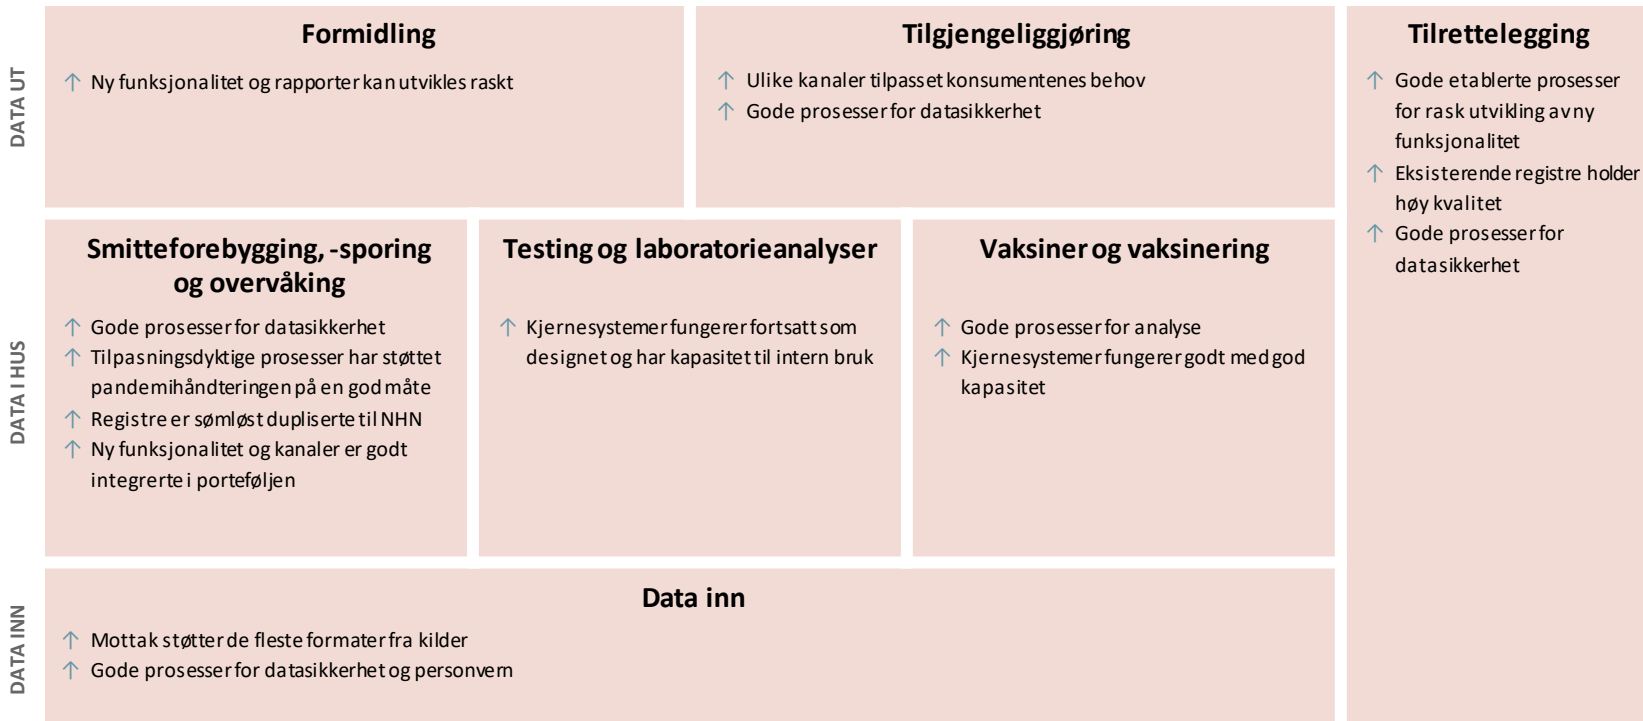 DATA UT
Formidling
↑ Ny funksjonalitet og rapporter kan utvikles raskt
Tilgjengeliggjøring
↑ Ulike kanaler tilpasset konsumentenes behov
↑ Gode prosesser for datasikkerhet
Tilrettelegging
↑ Gode etablerte prosesser
for rask utvikling av ny
funksjonalitet
↑ Eksisterende registre holder
høy kvalitet
↑ Gode prosesser for
datasikkerhet
DATA I HUS
Smitteforebygging, -sporing
og overvåking
↑ Gode prosesser for datasikkerhet
↑ Tilpasningsdyktige prosesser har støttet
pandemihåndteringen på en god måte
↑ Registre er sømløst dupliserte til NHN
↑ Ny funksjonalitet og kanaler er godt
integrerte i porteføljen
Testing og laboratorieanalyser
↑ Kjernesystemer fungerer fortsatt som
designet og har kapasitet til intern bruk
Vaksiner og vaksinering
↑ Gode prosesser for analyse
↑ Kjernesystemer fungerer godt med god
kapasitet
DATA INN
Data inn
↑ Mottak støtter de fleste formater fra kilder
↑ Gode prosesser for datasikkerhet og personvern